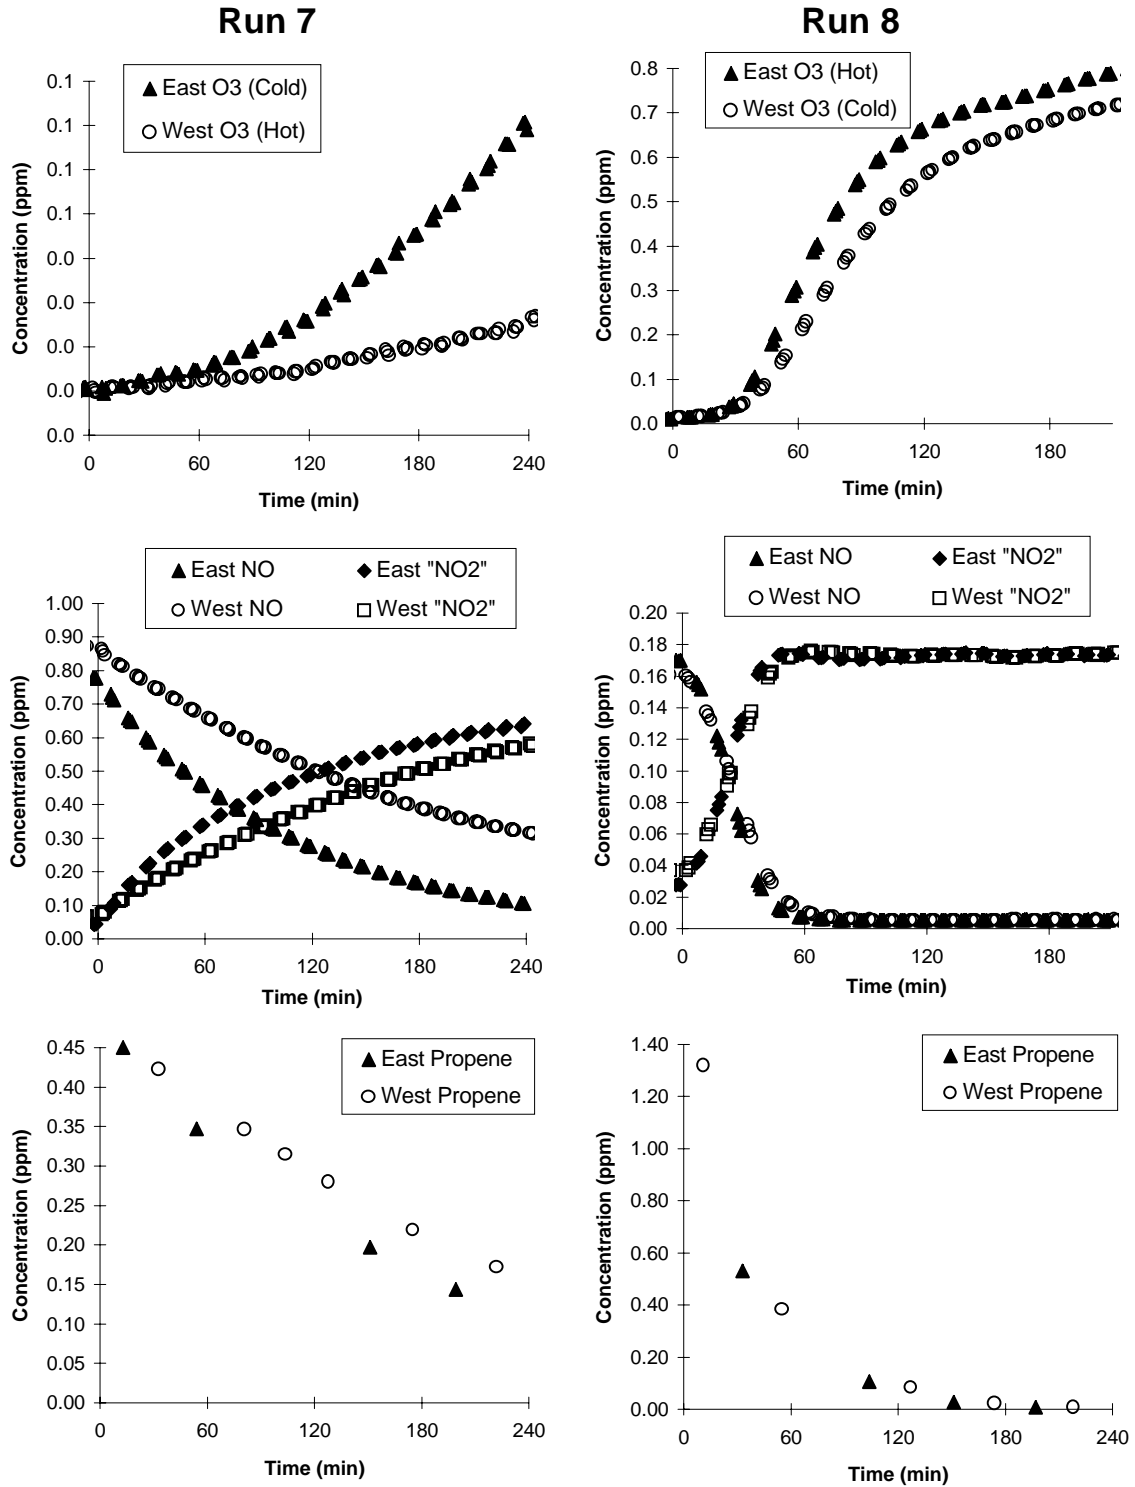 Run 7
Run 8
East O3 (Cold)
West O3 (Hot)
0.1
0.1
0.1
0.1
0.0
0.0
0.0
0.0
0.0
Concentration (ppm)
0 60 120 180 240
Time (min)
East O3 (Hot)
West O3 (Cold)
0.8
0.7
0.6
0.5
0.4
0.3
0.2
0.1
0.0
Concentration (ppm)
0 60 120 180
Time (min)
East NO East "NO2"
West NO West "NO2"
1.00
0.90
0.80
0.70
0.60
0.50
0.40
0.30
0.20
0.10
0.00
Concentration (ppm)
0 60 120 180 240
Time (min)
East NO East "NO2"
West NO West "NO2"
0.20
0.18
0.16
0.14
0.12
0.10
0.08
0.06
0.04
0.02
0.00
Concentration (ppm)
0 60 120 180
Time (min)
East Propene
West Propene
0.45
0.40
0.35
0.30
0.25
0.20
0.15
0.10
0.05
0.00
Concentration (ppm)
0 60 120 180 240
Time (min)
East Propene
West Propene
1.40
1.20
1.00
0.80
0.60
0.40
0.20
0.00
Concentration (ppm)
0 60 120 180 240
Time (min)